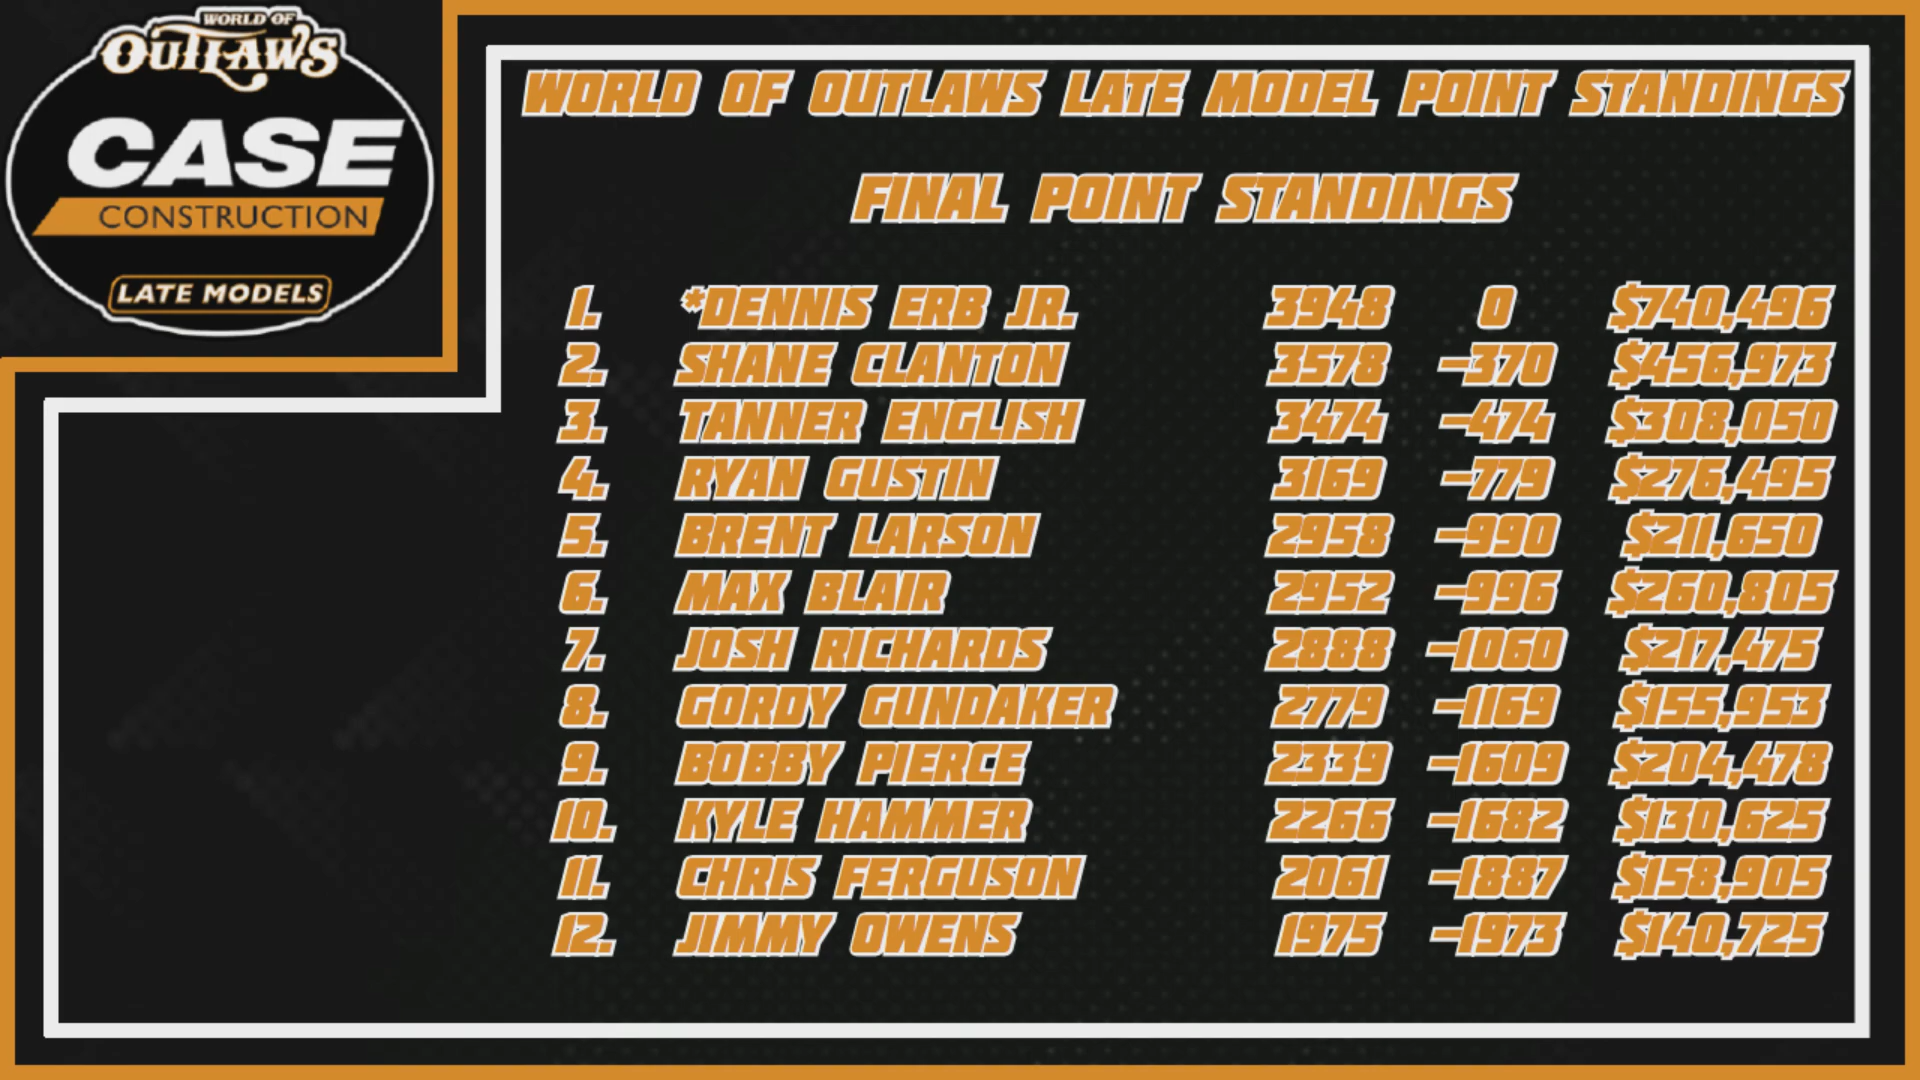 WORLD OF
OUTLAWS
CASE
CONSTRUCTION
LATE MODELS
WORLD OF OUTLAWS LATE MODEL POINT STANDINGS
FINAL POINT STANDINGS
1. *DENNIS ERB JR. 3948 0 $740,496
2. SHANE CLANTON 3578 -370 $456,973
3. TANNER ENGLISH 3474 -474 $308,050
4. RYAN GUSTIN 3169 -779 $276,495
5. BRENT LARSON 2958 -990 $211,650
6. MAX BLAIR 2952 -996 $260,805
7. JOSH RICHARDS 2888 -1060 $217,475
8. GORDY GUNDAKER 2779 -1169 $155,953
9. BOBBY PIERCE 2339 -1609 $204,478
10. KYLE HAMMER 2266 -1682 $130,625
11. CHRIS FERGUSON 2061 -1887 $158,905
12. JIMMY OWENS 1975 -1973 $140,725